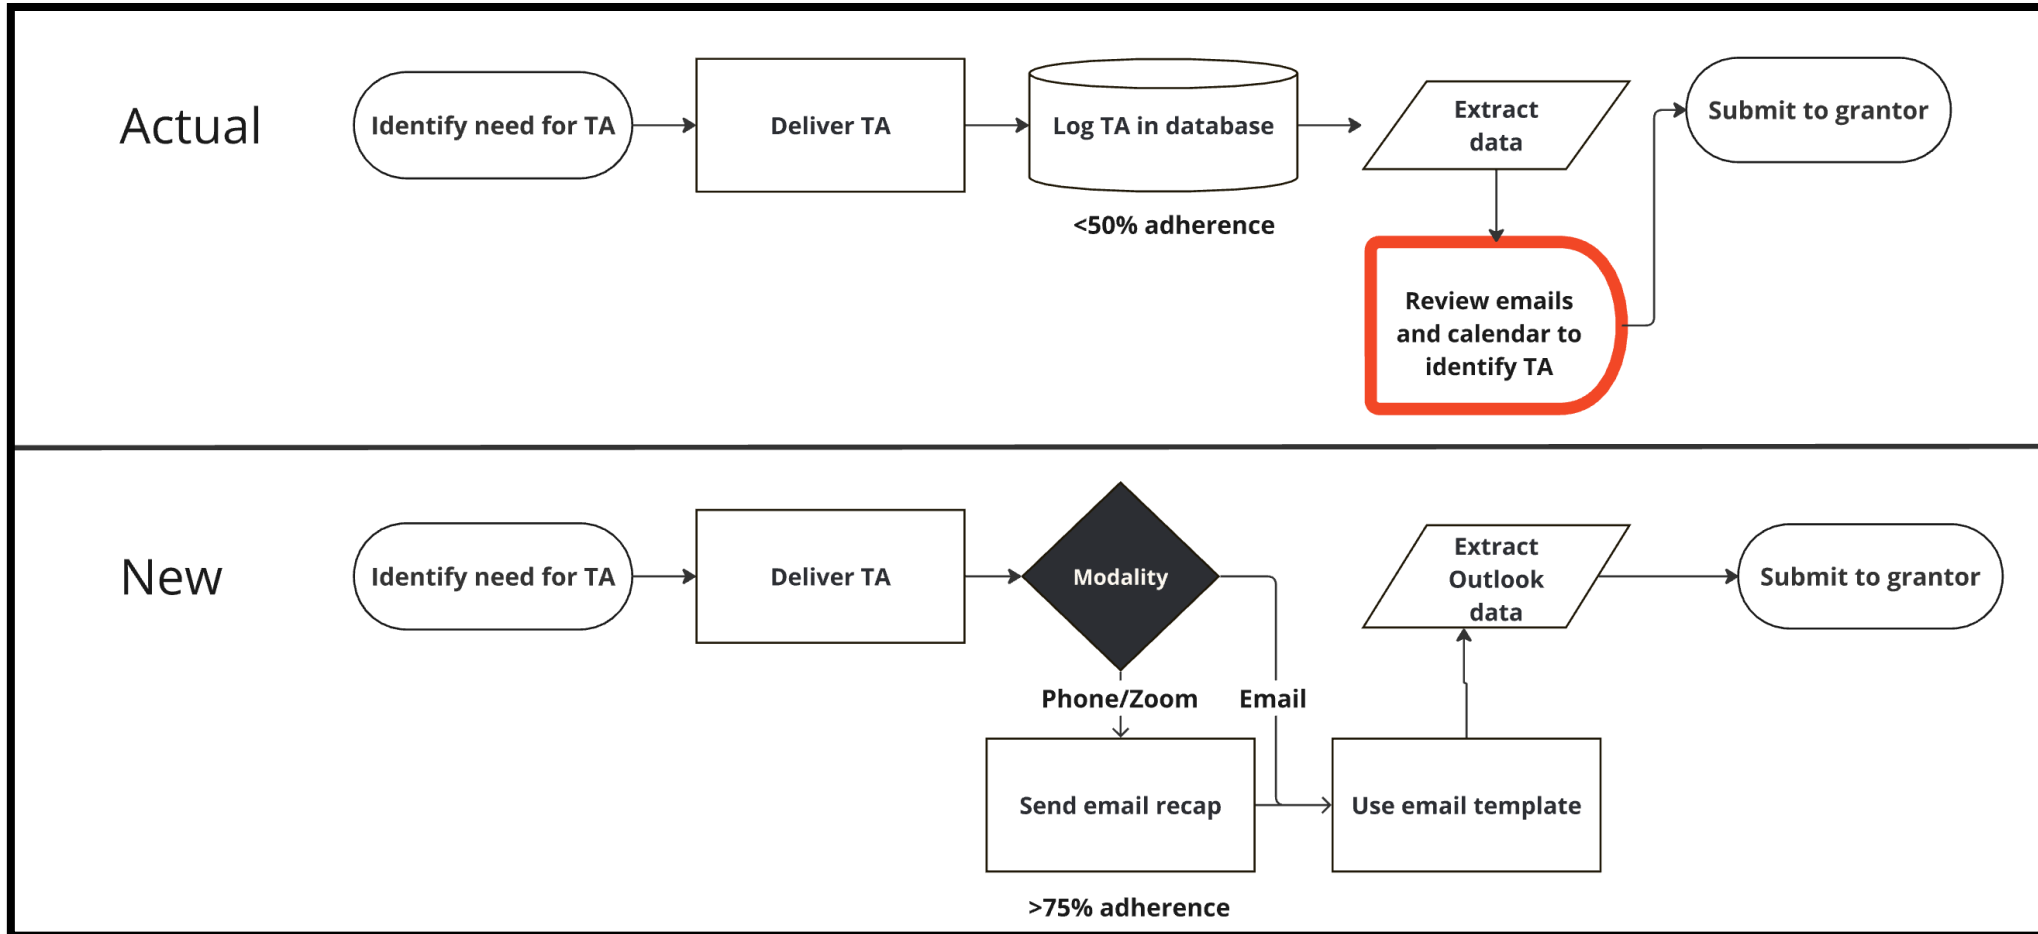 Actual
Identify need for TA
Deliver TA
Log TA in database
<50% adherence
Extract
data
Review emails
and calendar to
identify TA
Submit to grantor
New
Identify need for TA
Deliver TA
Modality
Phone/Zoom
Email
Send email recap
>75% adherence
Use email template
Extract
Outlook
data
Submit to grantor